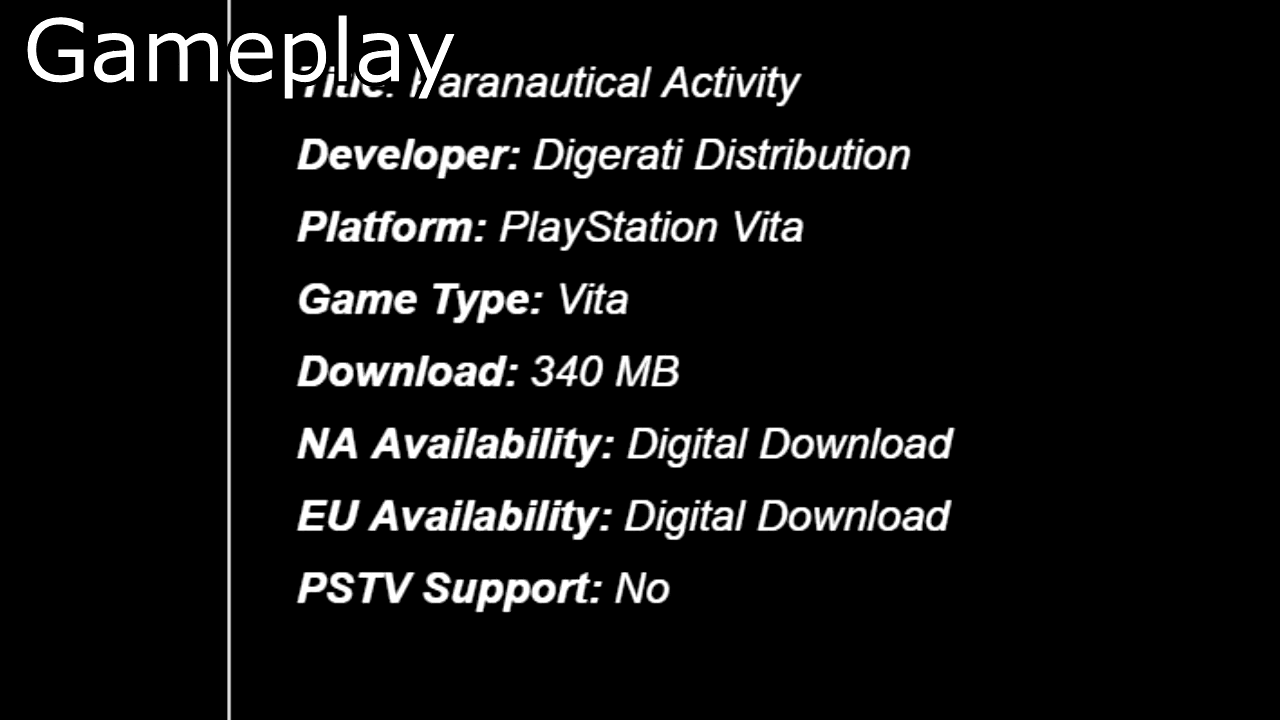 Gameplay
Title: Paranautical Activity
Developer: Digerati Distribution
Platform: PlayStation Vita
Game Type: Vita
Download: 340 MB
NA Availability: Digital Download
EU Availability: Digital Download
PSTV Support: No